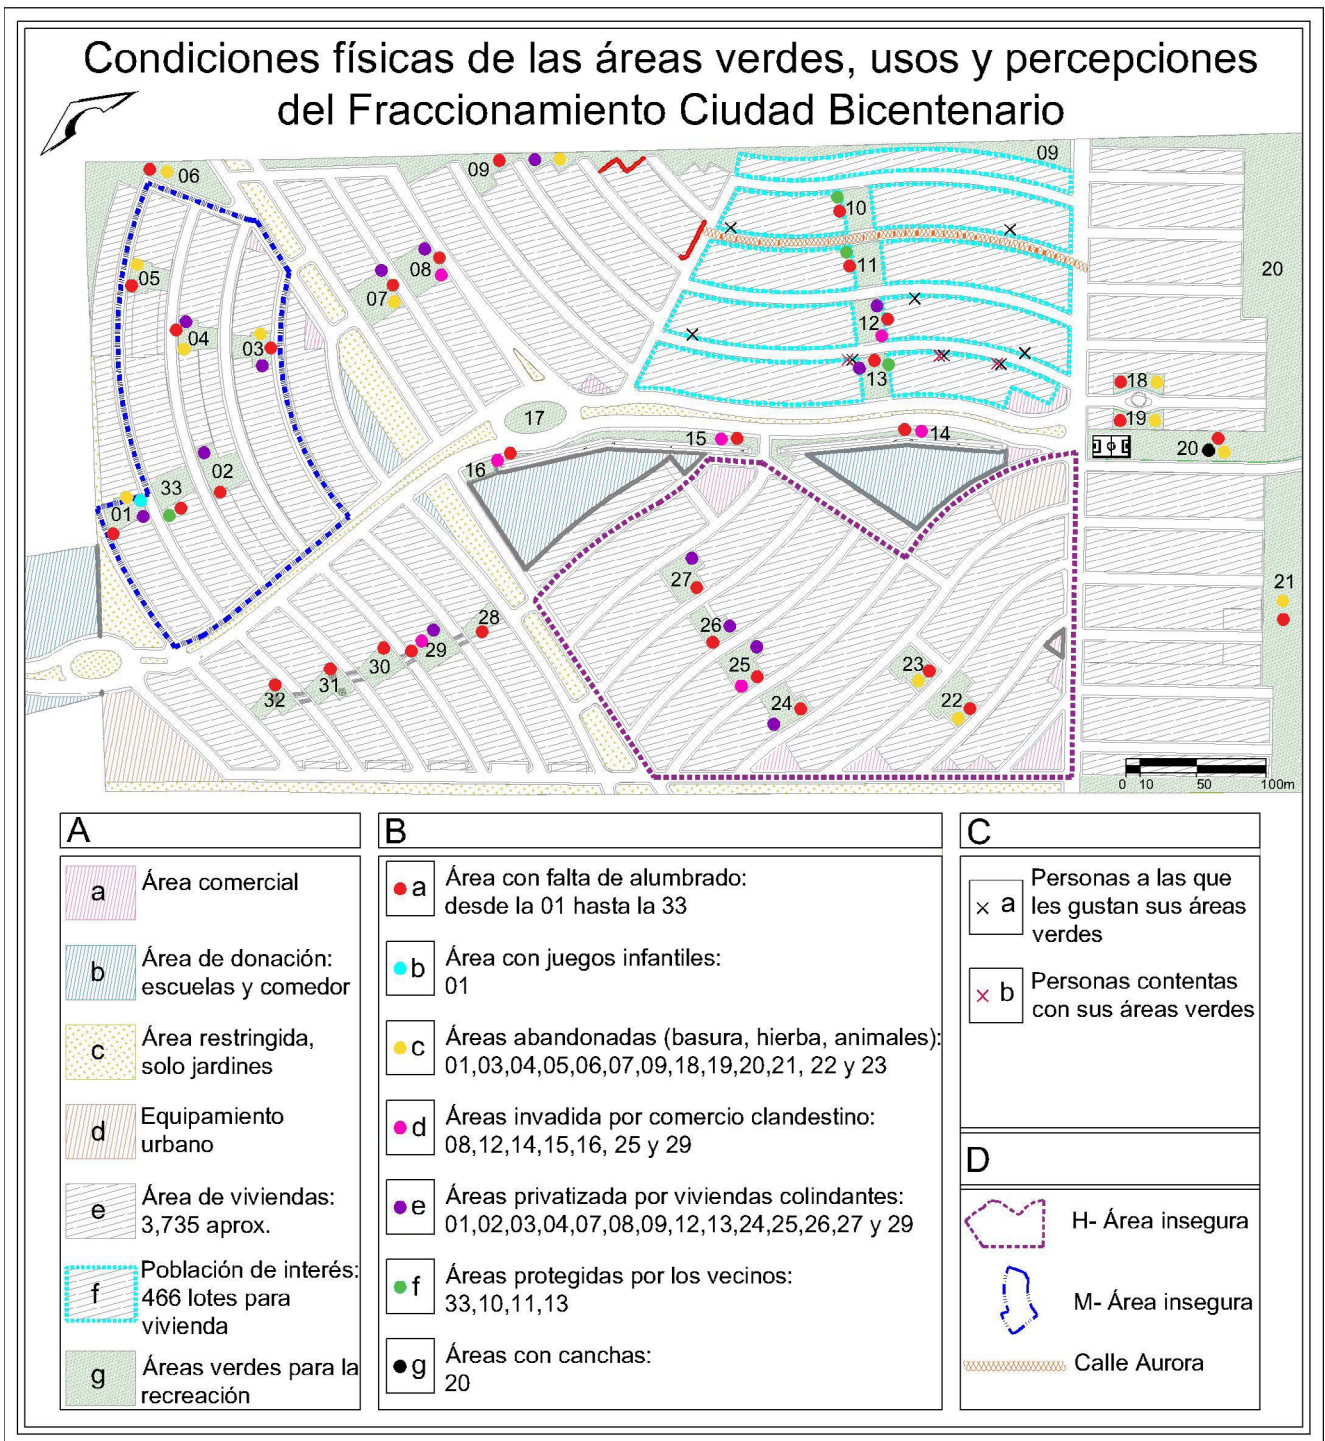 Condiciones físicas de las áreas verdes, usos y percepciones
del Fraccionamiento Ciudad Bicentenario
06
09
09
10
05
08
11
20
07
04
03
12
13
18
17
19
15
14
20
16
02
33
01
27
21
28
26
29
30
25
23
31
32
24
22
0 10 50 100m
A
a
Área comercial
b
Área de donación:
escuelas y comedor
c
Área restringida,
solo jardines
d
Equipamiento
urbano
e
Área de viviendas:
3,735 aprox.
f
Población de interés:
466 lotes para
vivienda
g
Áreas verdes para la
recreación
B
a
Área con falta de alumbrado:
desde la 01 hasta la 33
b
Área con juegos infantiles:
01
c
Áreas abandonadas (basura, hierba, animales):
01,03,04,05,06,07,09,18,19,20,21, 22 y 23
d
Áreas invadida por comercio clandestino:
08,12,14,15,16, 25 y 29
e
Áreas privatizada por viviendas colindantes:
01,02,03,04,07,08,09,12,13,24,25,26,27 y 29
f
Áreas protegidas por los vecinos:
33,10,11,13
g
Áreas con canchas:
20
C
a
Personas a las que
les gustan sus áreas
verdes
b
Personas contentas
con sus áreas verdes
D
H- Área insegura
M- Área insegura
Calle Aurora